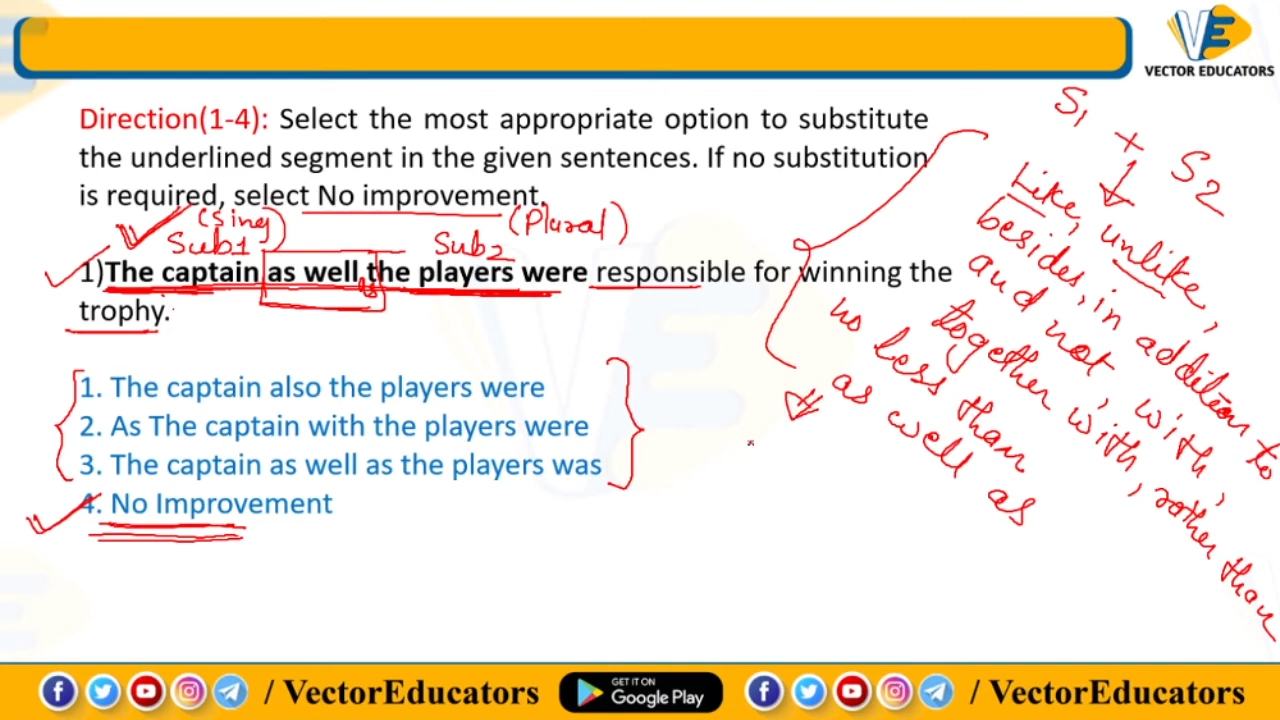 VECTOR EDUCATORS
Direction(1-4): Select the most appropriate option to substitute
the underlined segment in the given sentences. If no substitution
is required, select No improvement.
(Sing) (Plural)
Sub1 Sub2
1)The captain as well as the players were responsible for winning the
trophy.
1. The captain also the players were
2. As The captain with the players were
3. The captain as well as the players was
4. No Improvement
S1 + S2
Like, unlike,
besides, in addition to
and not, with,
together with, rother than
no less than
as well as
/ VectorEducators
GET IT ON
Google Play
/ VectorEducators